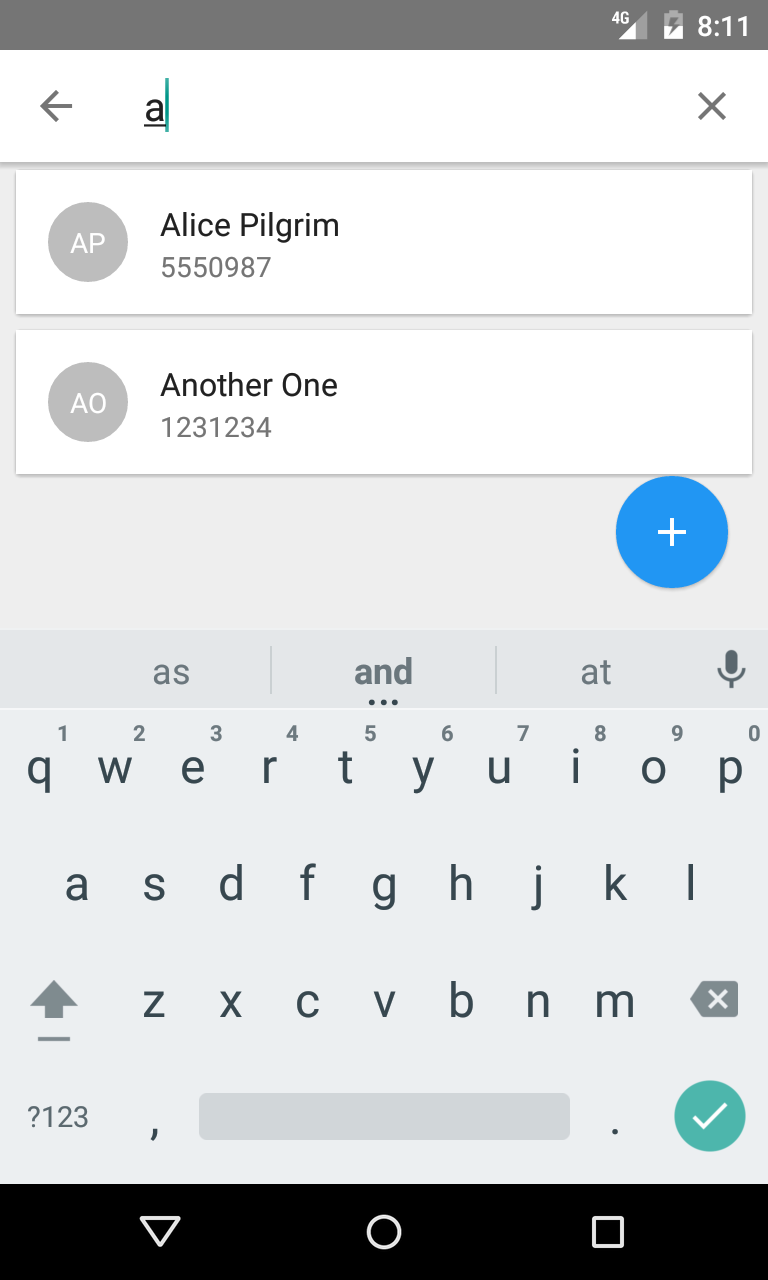 4G 8:11
a
AP Alice Pilgrim
5550987
AO Another One
1231234
+
as and at
...
1 2 3 4 5 6 7 8 9 0
q w e r t y u i o p
a s d f g h j k l
z x c v b n m
?123 , .